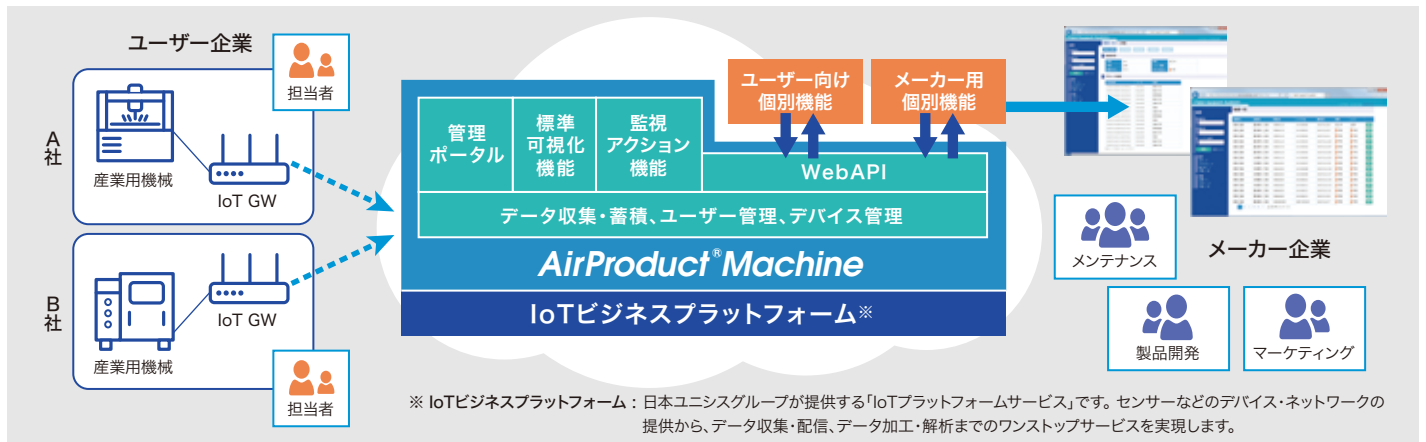 ユーザー企業
担当者
A社
産業用機械
IoT GW
B社
産業用機械
IoT GW
担当者
ユーザー向け
個別機能
メーカー用
個別機能
管理
ポータル
標準
可視化
機能
監視
アクション
機能
WebAPI
データ収集・蓄積、ユーザー管理、デバイス管理
AirProduct®Machine
IoTビジネスプラットフォーム※
メーカー企業
メンテナンス
製品開発
マーケティング
※ IoTビジネスプラットフォーム : 日本ユニシスグループが提供する「IoTプラットフォームサービス」です。センサーなどのデバイス・ネットワークの
提供から、データ収集・配信、データ加工・解析までのワンストップサービスを実現します。